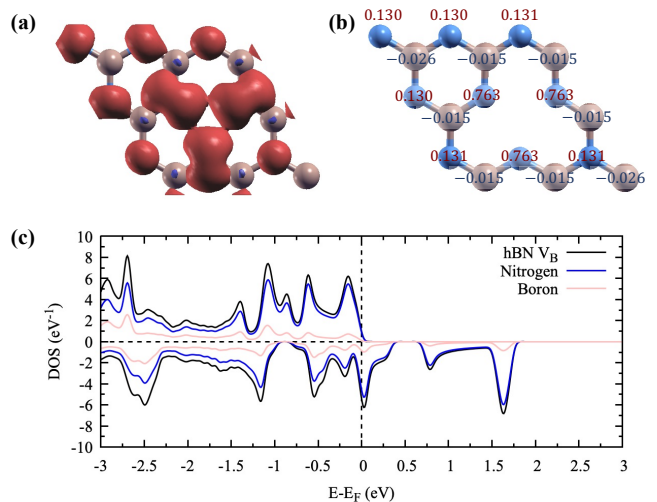 (a)
(b)
0.130 0.130 0.131
−0.026 −0.015 −0.015
0.130 0.763 0.763
−0.015 −0.015
0.131 0.763 0.131
−0.015 −0.015 −0.026
(c)
hBN V_B
Nitrogen
Boron
DOS (eV⁻¹)
10
8
6
4
2
0
-2
-4
-6
-8
-10
-3 -2.5 -2 -1.5 -1 -0.5 0 0.5 1 1.5 2 2.5 3
E-E_F (eV)